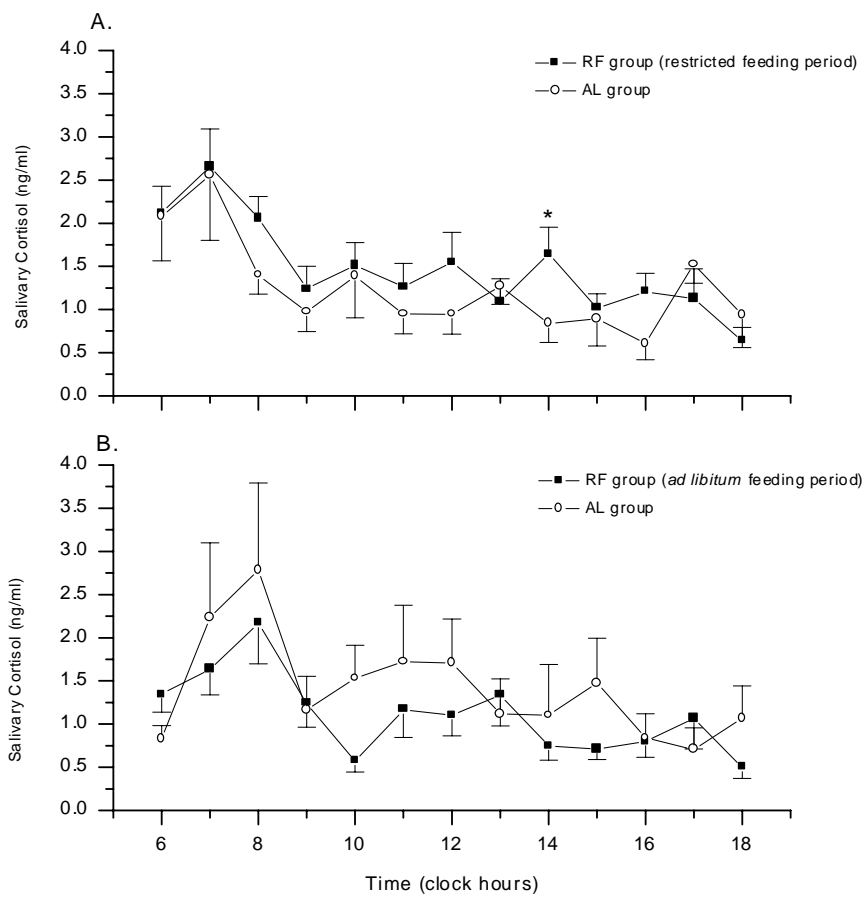 A.
4.0
3.5
3.0
2.5
2.0
1.5
1.0
0.5
0.0
Salivary Cortisol (ng/ml)
RF group (restricted feeding period)
AL group
*
B.
4.0
3.5
3.0
2.5
2.0
1.5
1.0
0.5
0.0
Salivary Cortisol (ng/ml)
RF group (ad libitum feeding period)
AL group
6 8 10 12 14 16 18
Time (clock hours)